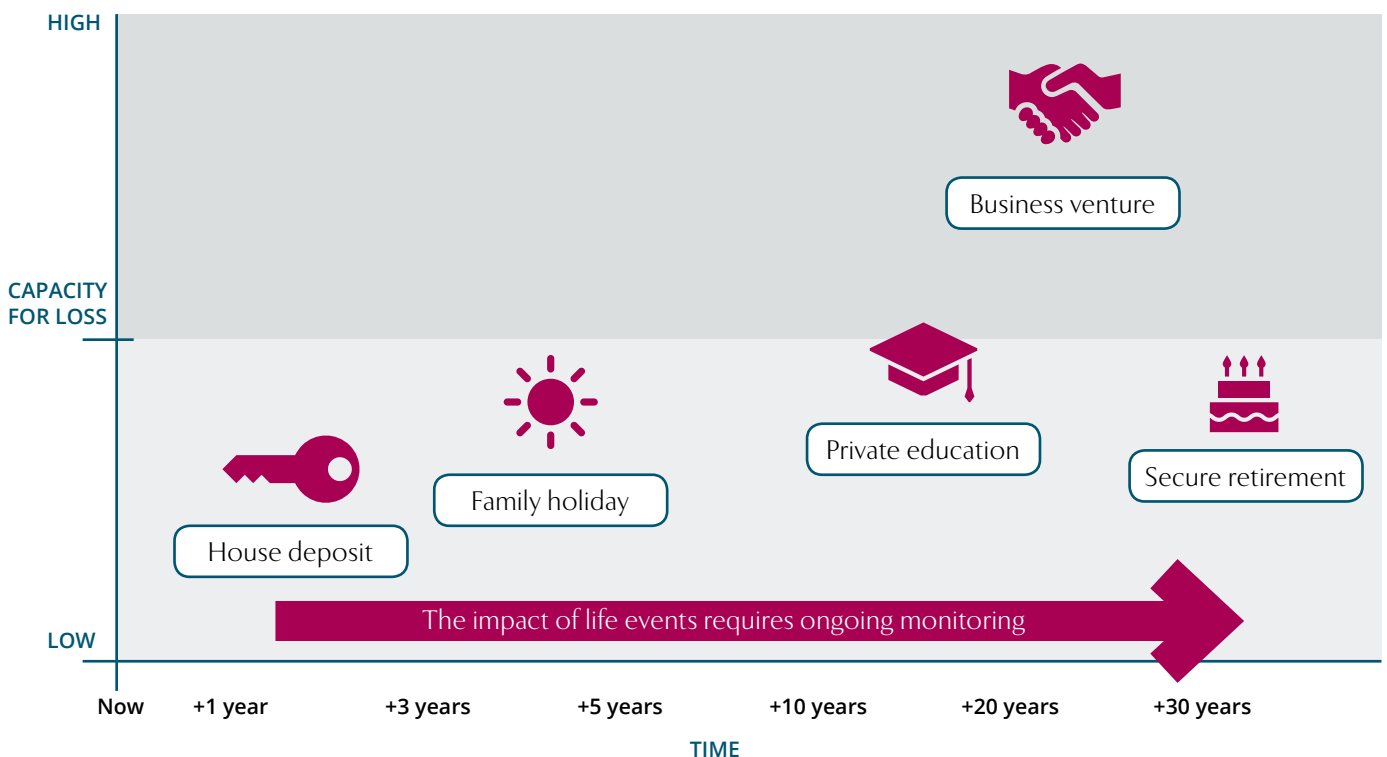 HIGH
Business venture
CAPACITY
FOR LOSS
Private education
Secure retirement
Family holiday
House deposit
The impact of life events requires ongoing monitoring
LOW
Now
+1 year
+3 years
+5 years
+10 years
+20 years
+30 years
TIME